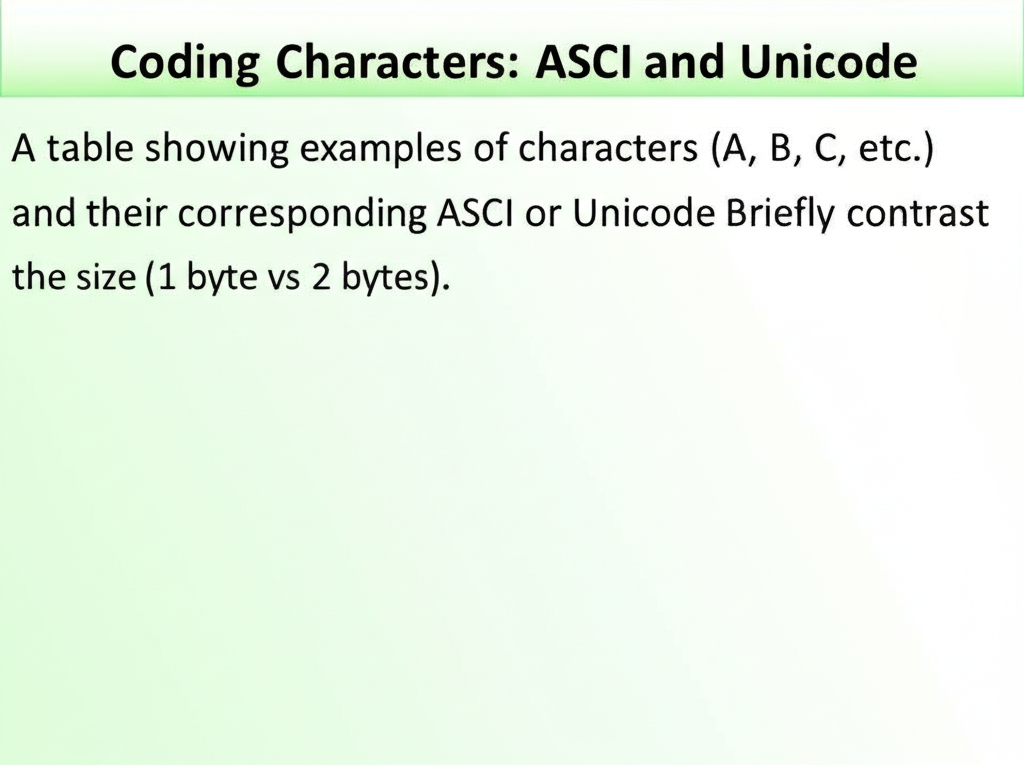 Coding Characters: ASCI and Unicode
A table showing examples of characters (A, B, C, etc.)
and their corresponding ASCI or Unicode Briefly contrast
the size (1 byte vs 2 bytes).